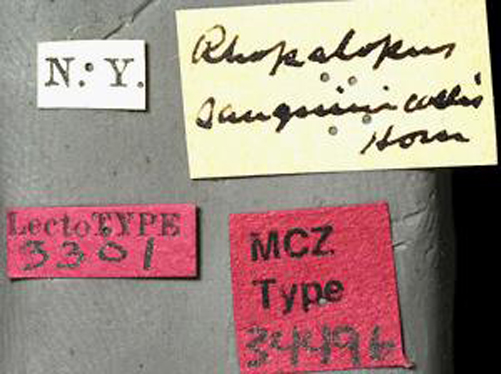 N. Y.
Rhopalopus
sanguinicollis
Horn
LectoTYPE
3301
MCZ
Type
34496